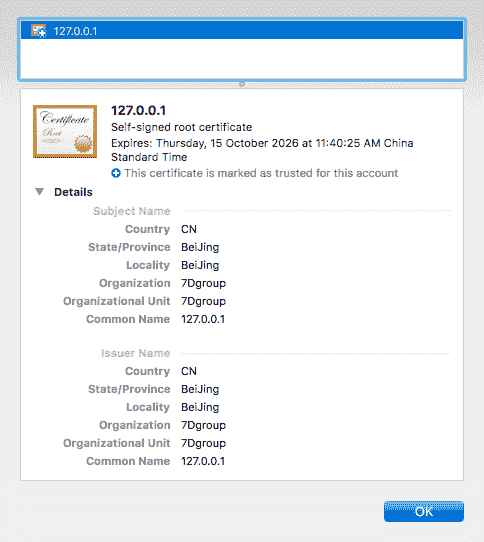 127.0.0.1
Certificate
Root
127.0.0.1
Self-signed root certificate
Expires: Thursday, 15 October 2026 at 11:40:25 AM China
Standard Time
This certificate is marked as trusted for this account
Details
Subject Name
Country CN
State/Province BeiJing
Locality BeiJing
Organization 7Dgroup
Organizational Unit 7Dgroup
Common Name 127.0.0.1
Issuer Name
Country CN
State/Province BeiJing
Locality BeiJing
Organization 7Dgroup
Organizational Unit 7Dgroup
Common Name 127.0.0.1
OK